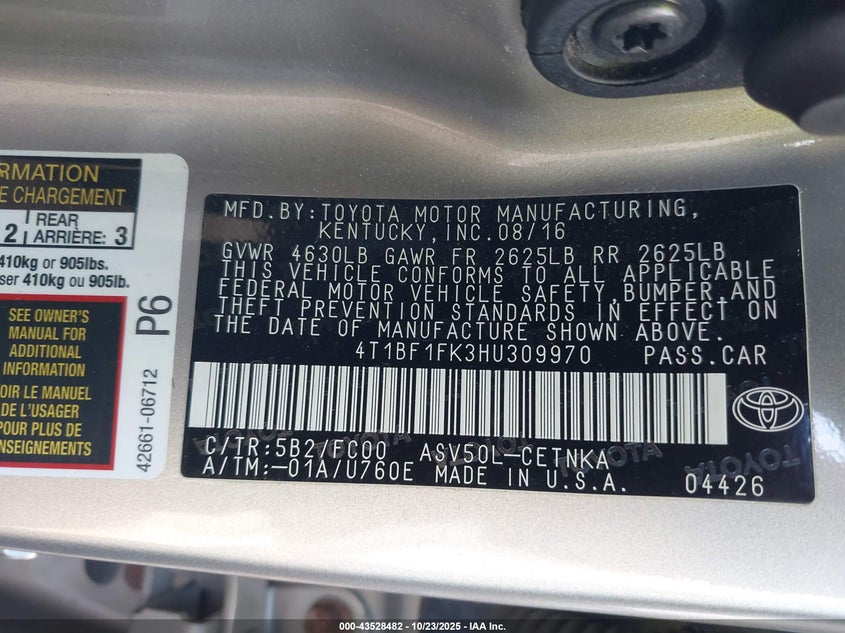 RMATION
E CHARGEMENT
2 REAR
ARRIÈRE: 3
410kg or 905lbs.
ser 410kg ou 905lb.
SEE OWNER'S
MANUAL FOR
ADDITIONAL
INFORMATION
VOIR LE MANUEL
DE L'USAGER
POUR PLUS DE
ENSEIGNEMENTS
P6
42661-06712
MFD.BY:TOYOTA MOTOR MANUFACTURING,
KENTUCKY, INC.08/16
GVWR 4630LB GAWR FR 2625LB RR 2625LB
THIS VEHICLE CONFORMS TO ALL APPLICABLE
FEDERAL MOTOR VEHICLE SAFETY,BUMPER,AND
THEFT PREVENTION STANDARDS IN EFFECT ON
THE DATE OF MANUFACTURE SHOWN ABOVE.
4T1BF1FK3HU309970 PASS.CAR
C/TR:5B2/FC00 ASV50L-CETNKA
A/TM:-01A/U760E MADE IN U.S.A. 04426
000-43528482 - 10/23/2025 - IAA Inc.